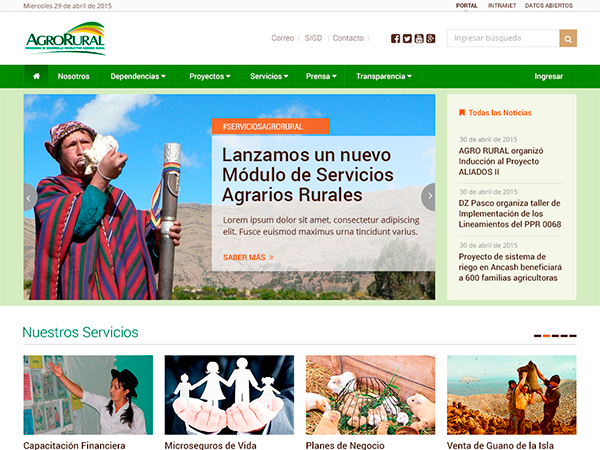 Miercoles 29 de abril de 2015
PORTAL INTRANET DATOS ABIERTOS
AGRORURAL
PROGRAMA DE DESARROLLO PRODUCTIVO AGRARIO RURAL
Correo | SIGD | Contacto
Ingresar búsqueda
Nosotros Dependencias Proyectos Servicios Prensa Transparencia Ingresar
#SERVICIOSAGRORURAL
Lanzamos un nuevo
Módulo de Servicios
Agrarios Rurales
Lorem ipsum dolor sit amet, consectetur adipiscing
elit. Fusce euismod maximus urna tincidunt varius.
SABER MÁS »
Todas las Noticias
30 de abril de 2015
AGRO RURAL organizó
Inducción al Proyecto
ALIADOS II
30 de abril de 2015
DZ Pasco organiza taller de
Implementación de los
Lineamientos del PPR 0068
30 de abril de 2015
Proyecto de sistema de
riego en Ancash beneficiará
a 600 familias agricultoras
Nuestros Servicios
Capacitación Financiera
Microseguros de Vida
Planes de Negocio
Venta de Guano de la Isla